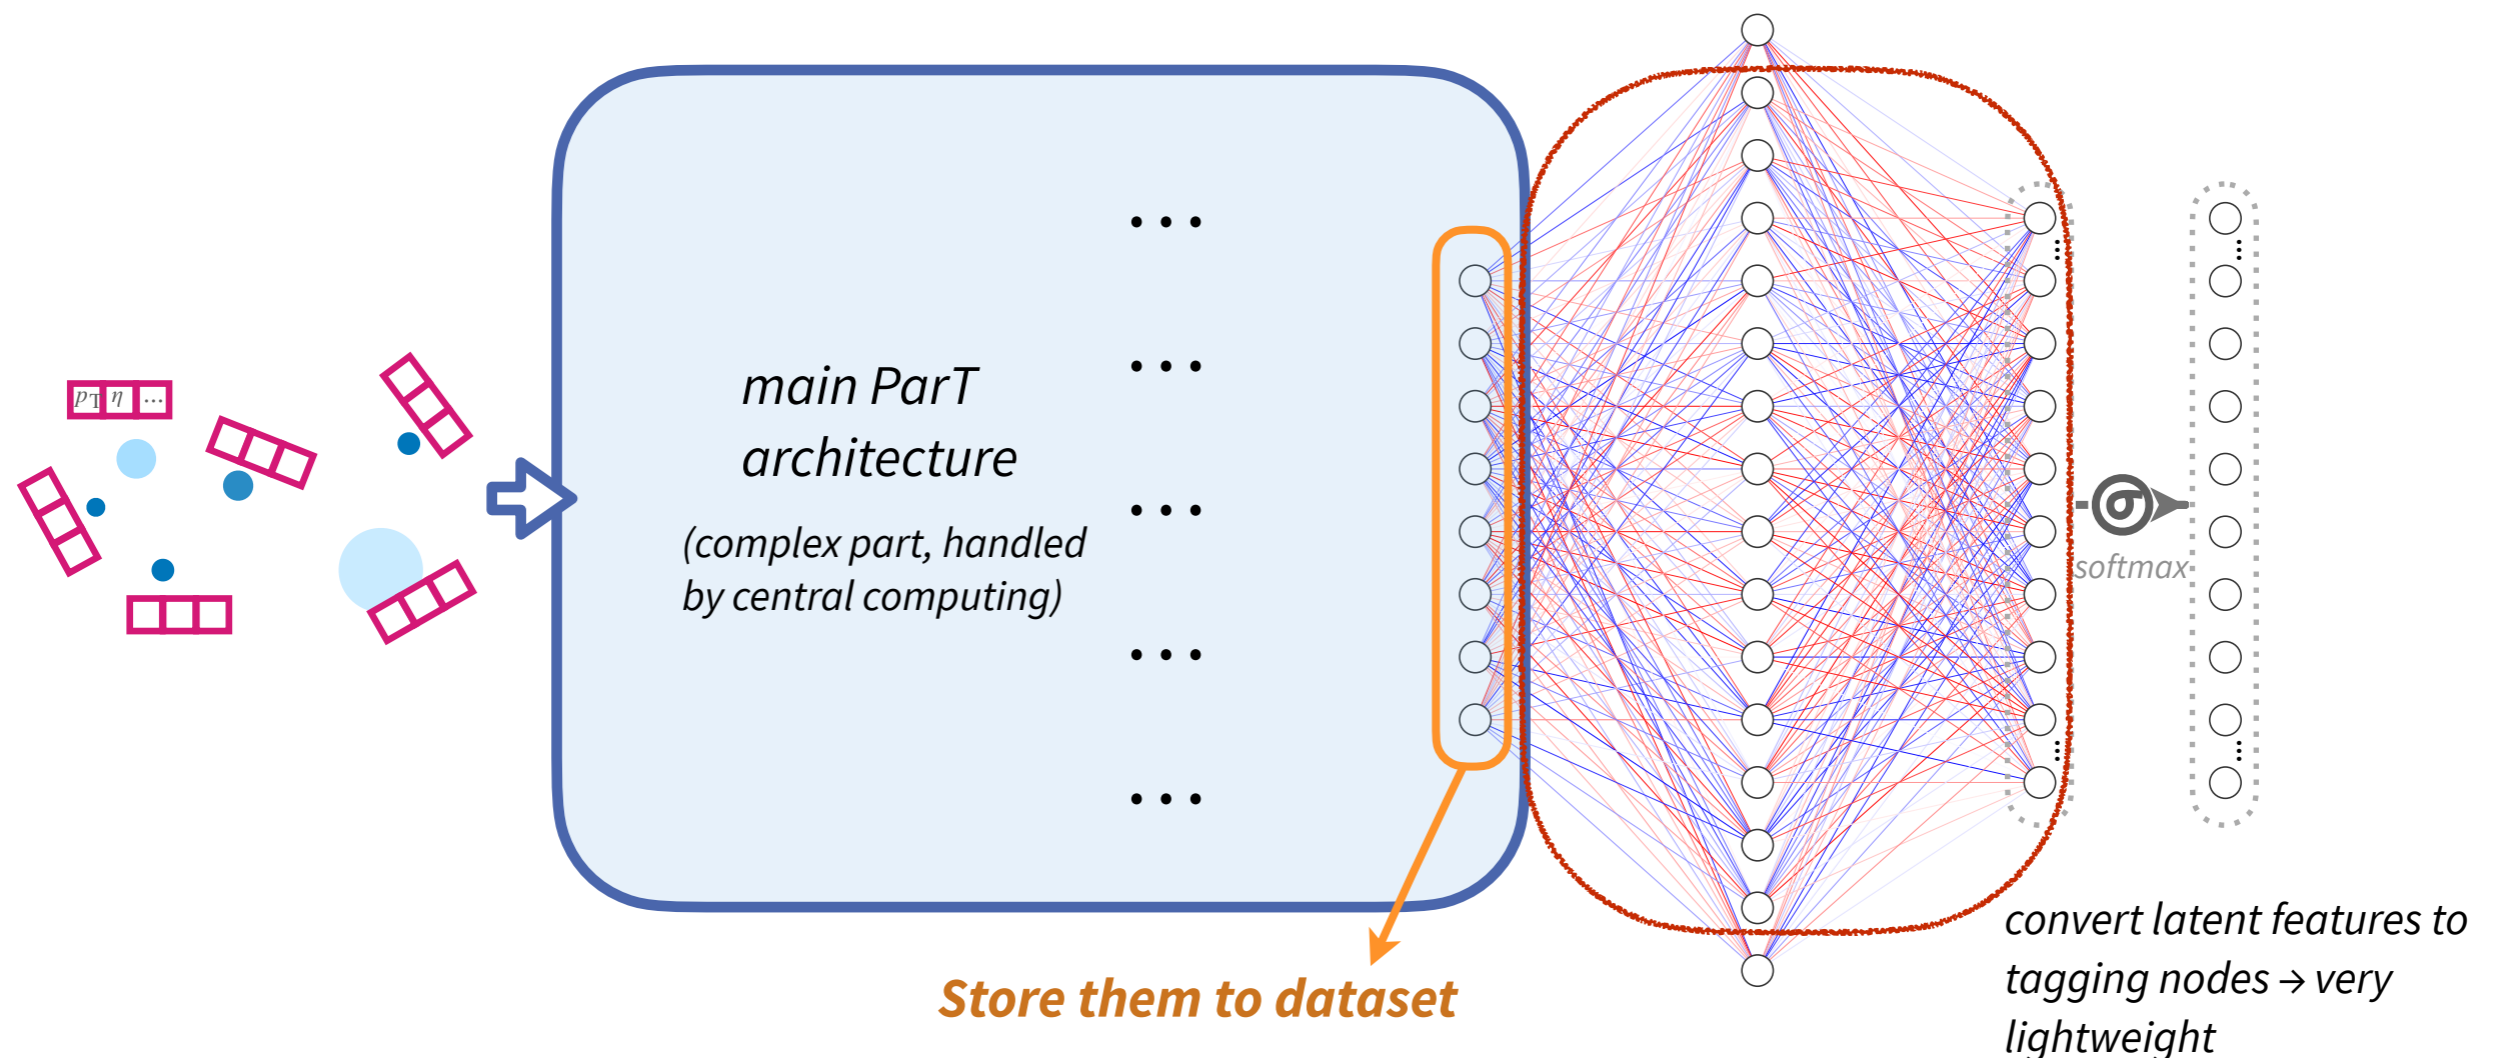 pT η ...
main ParT
architecture
(complex part, handled
by central computing)
σ
softmax
Store them to dataset
convert latent features to
tagging nodes → very
lightweight